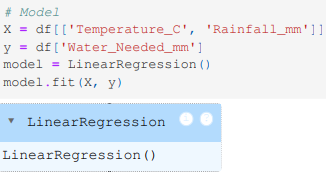 # Model
X = df[['Temperature_C', 'Rainfall_mm']]
y = df['Water_Needed_mm']
model = LinearRegression()
model.fit(X, y)
▾ LinearRegression
LinearRegression()